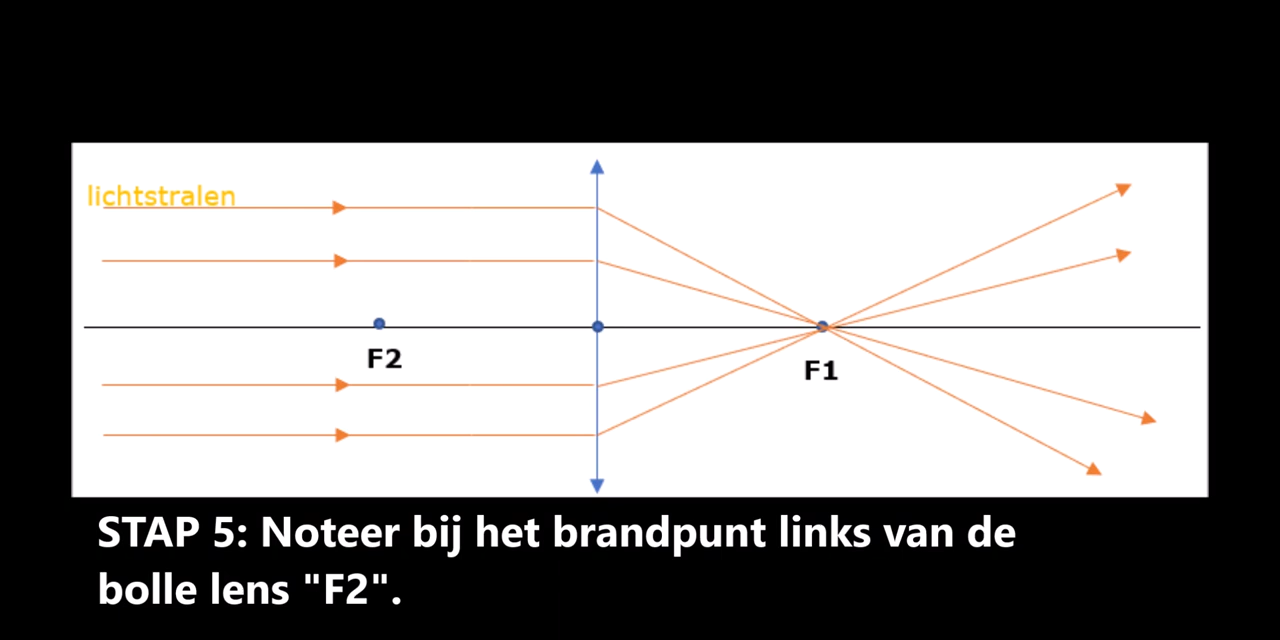 lichtstralen
F2
F1
STAP 5: Noteer bij het brandpunt links van de
bolle lens "F2".